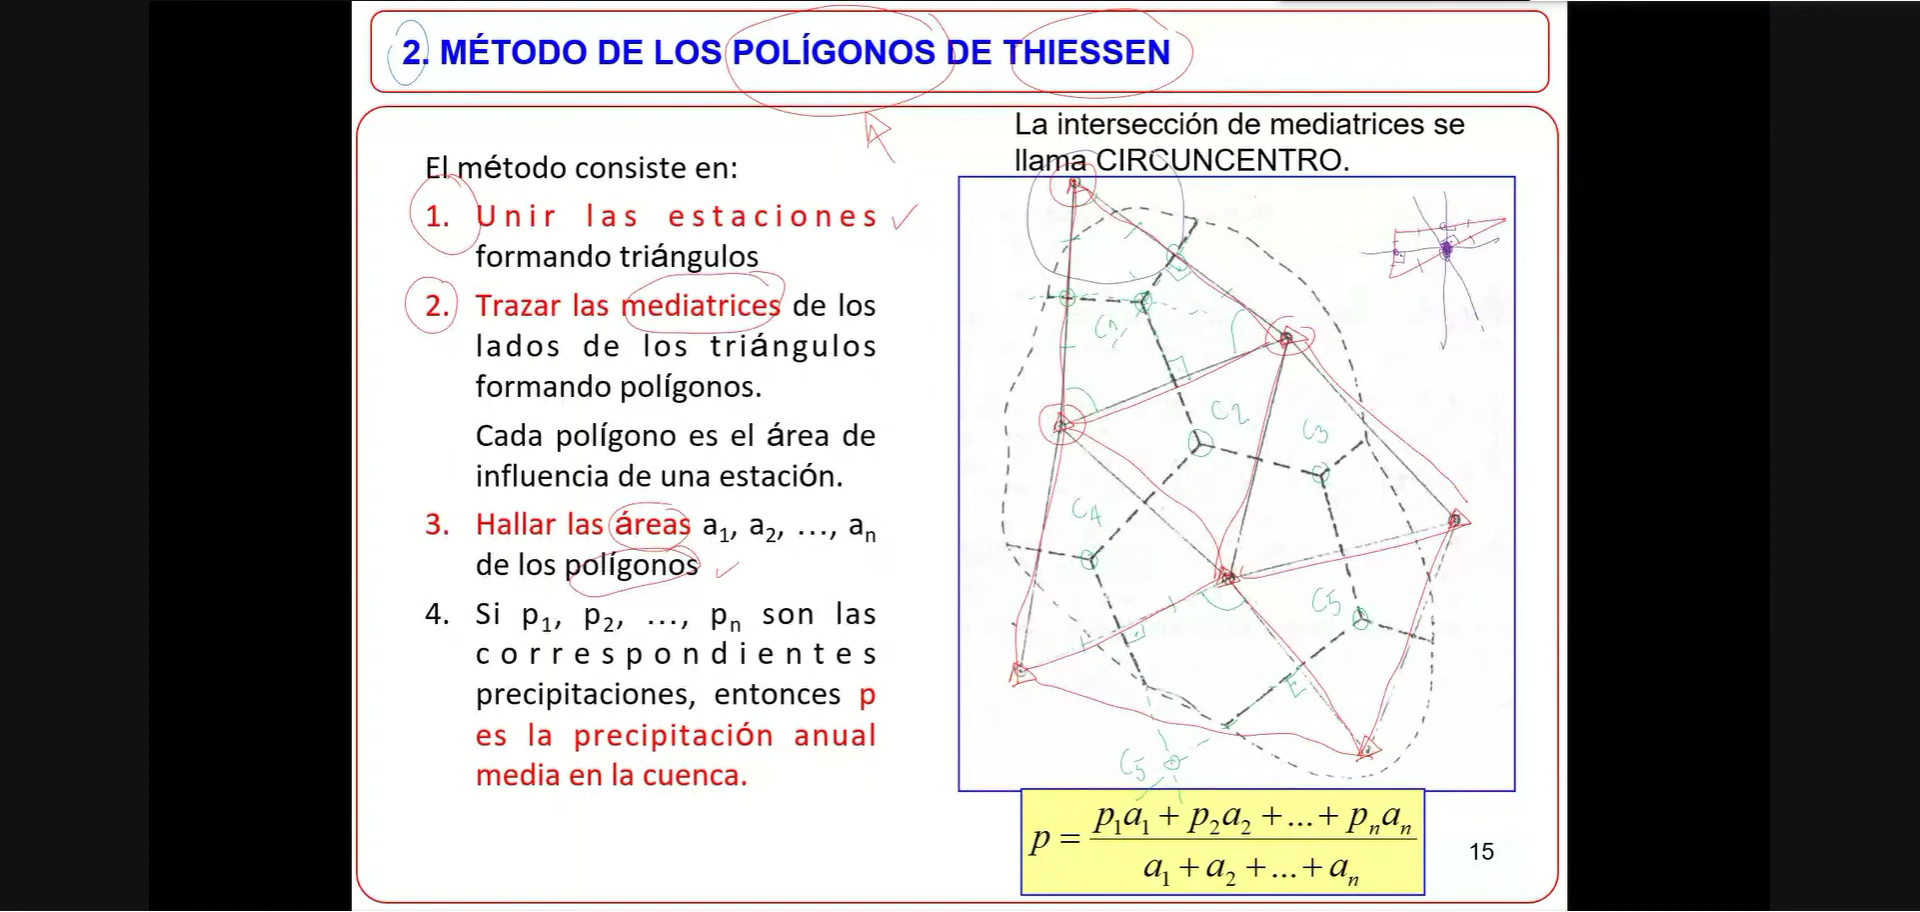 2. MÉTODO DE LOS POLÍGONOS DE THIESSEN
El método consiste en:
1. Unir las estaciones
formando triángulos
2. Trazar las mediatrices de los
lados de los triángulos
formando polígonos.
Cada polígono es el área de
influencia de una estación.
3. Hallar las áreas a₁, a₂, ..., aₙ
de los polígonos
4. Si p₁, p₂, ..., pₙ son las
correspondientes
precipitaciones, entonces p
es la precipitación anual
media en la cuenca.
La intersección de mediatrices se
llama CIRCUNCENTRO.
C2
C3
C4
C5
C5
p = (p₁a₁ + p₂a₂ + ... + pₙaₙ) / (a₁ + a₂ + ... + aₙ)
15